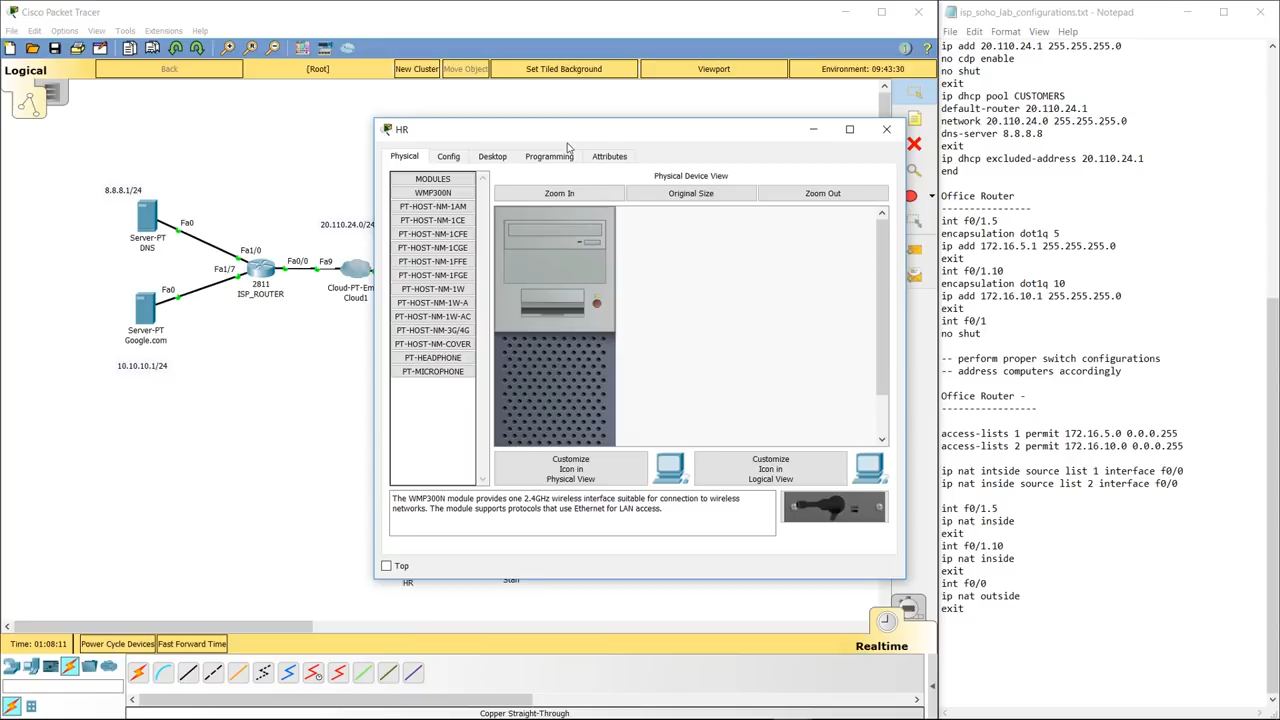 Cisco Packet Tracer
File Edit Options View Tools Extensions Help
Logical
Back
[Root]
New Cluster
Move Object
Set Tiled Background
Viewport
Environment: 09:43:30
8.8.8.1/24
Fa0
Server-PT
DNS
Fa1/0
20.110.24.0/24
Fa0/0
Fa9
Fa1/7
2811
ISP_ROUTER
Cloud-PT-Em
Cloud1
Fa0
Server-PT
Google.com
10.10.10.1/24
HR
Physical
Config
Desktop
Programming
Attributes
MODULES
WMP300N
PT-HOST-NM-1AM
PT-HOST-NM-1CE
PT-HOST-NM-1CFE
PT-HOST-NM-1CGE
PT-HOST-NM-1FFE
PT-HOST-NM-1FGE
PT-HOST-NM-1W
PT-HOST-NM-1W-A
PT-HOST-NM-1W-AC
PT-HOST-NM-3G/4G
PT-HOST-NM-COVER
PT-HEADPHONE
PT-MICROPHONE
Physical Device View
Zoom In
Original Size
Zoom Out
Customize
Icon in
Physical View
Customize
Icon in
Logical View
The WMP300N module provides one 2.4GHz wireless interface suitable for connection to wireless
networks. The module supports protocols that use Ethernet for LAN access.
Top
HR
Time: 01:08:11
Power Cycle Devices
Fast Forward Time
Realtime
Copper Straight-Through
isp_soho_lab_configurations.txt - Notepad
File Edit Format View Help
ip add 20.110.24.1 255.255.255.0
no cdp enable
no shut
exit
ip dhcp pool CUSTOMERS
default-router 20.110.24.1
network 20.110.24.0 255.255.255.0
dns-server 8.8.8.8
exit
ip dhcp excluded-address 20.110.24.1
end
Office Router
----------------
int f0/1.5
encapsulation dot1q 5
ip add 172.16.5.1 255.255.255.0
exit
int f0/1.10
encapsulation dot1q 10
ip add 172.16.10.1 255.255.255.0
exit
int f0/1
no shut
-- perform proper switch configurations
-- address computers accordingly
Office Router -
-----------------
access-lists 1 permit 172.16.5.0 0.0.0.255
access-lists 2 permit 172.16.10.0 0.0.0.255
ip nat intside source list 1 interface f0/0
ip nat inside source list 2 interface f0/0
int f0/1.5
ip nat inside
exit
int f0/1.10
ip nat inside
exit
int f0/0
ip nat outside
exit